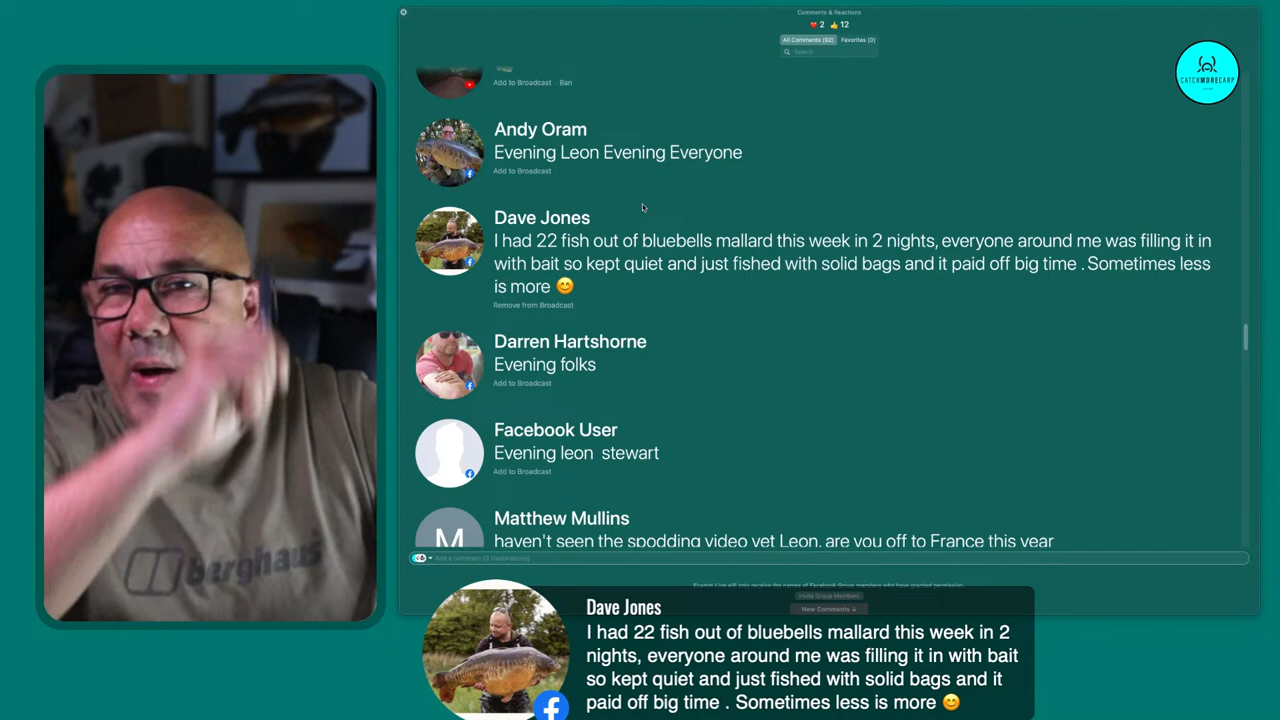 Comments & Reactions
2 12
All Comments (92) Favorites (0)
Search
CATCHMORECARP
Add to Broadcast · Ban
Andy Oram
Evening Leon Evening Everyone
Add to Broadcast
Dave Jones
I had 22 fish out of bluebells mallard this week in 2 nights, everyone around me was filling it in
with bait so kept quiet and just fished with solid bags and it paid off big time . Sometimes less
is more 😊
Remove from Broadcast
Darren Hartshorne
Evening folks
Add to Broadcast
Facebook User
Evening leon  stewart
Add to Broadcast
M
Matthew Mullins
haven't seen the spodding video yet Leon. are you off to France this year
Add a comment (3 Destinations)
Invite Group Members
New Comments ↓
berghaus
Dave Jones
I had 22 fish out of bluebells mallard this week in 2
nights, everyone around me was filling it in with bait
so kept quiet and just fished with solid bags and it
paid off big time . Sometimes less is more 😊